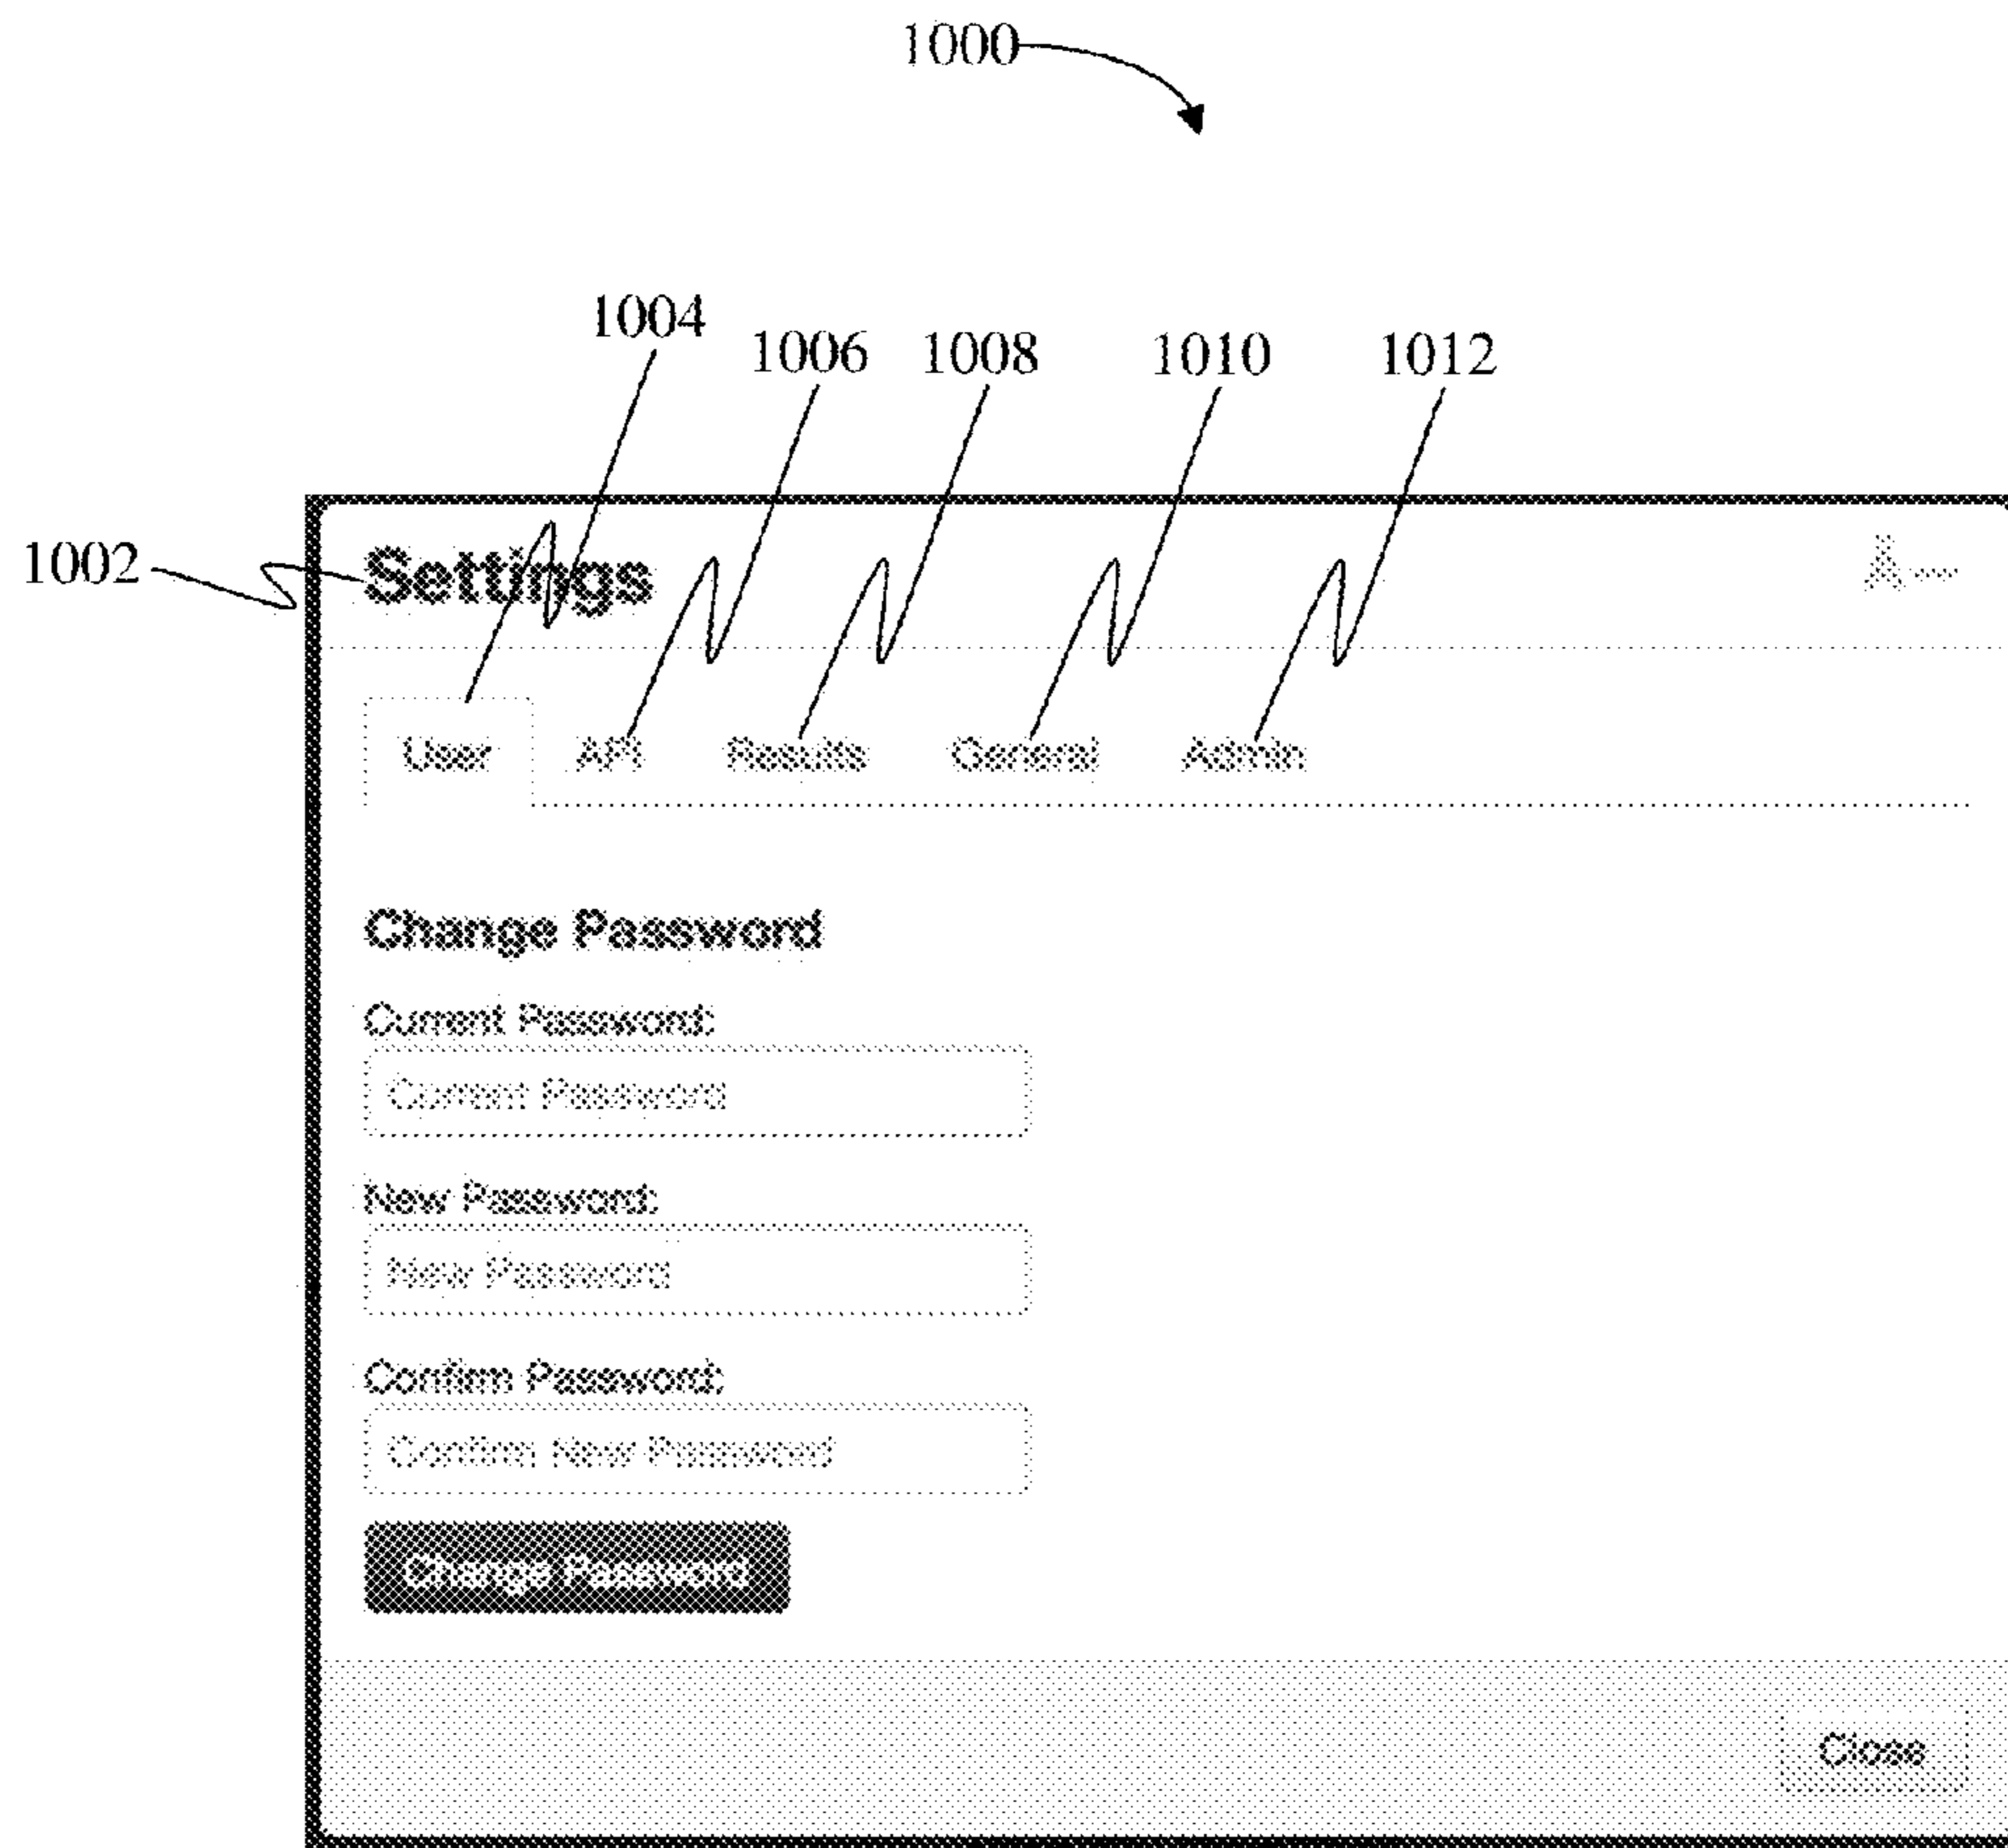 1000
1004
1006 1008 1010 1012
1002 Settings
User API Results General Admin
Change Password
Current Password:
Current Password
New Password:
New Password
Confirm Password:
Confirm New Password
Change Password
Close